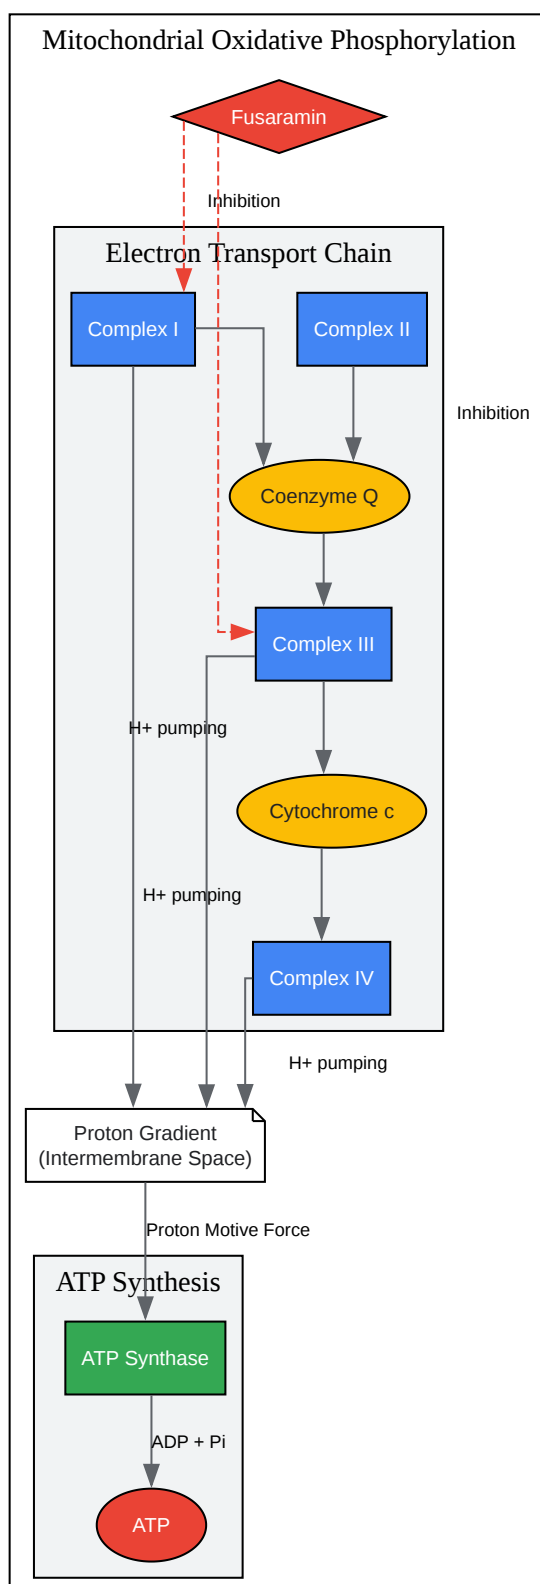 Mitochondrial Oxidative Phosphorylation
Fusaramin
Inhibition
Electron Transport Chain
Complex I
Complex II
Inhibition
Coenzyme Q
Complex III
H+ pumping
Cytochrome c
H+ pumping
Complex IV
H+ pumping
Proton Gradient
(Intermembrane Space)
Proton Motive Force
ATP Synthesis
ATP Synthase
ADP + Pi
ATP